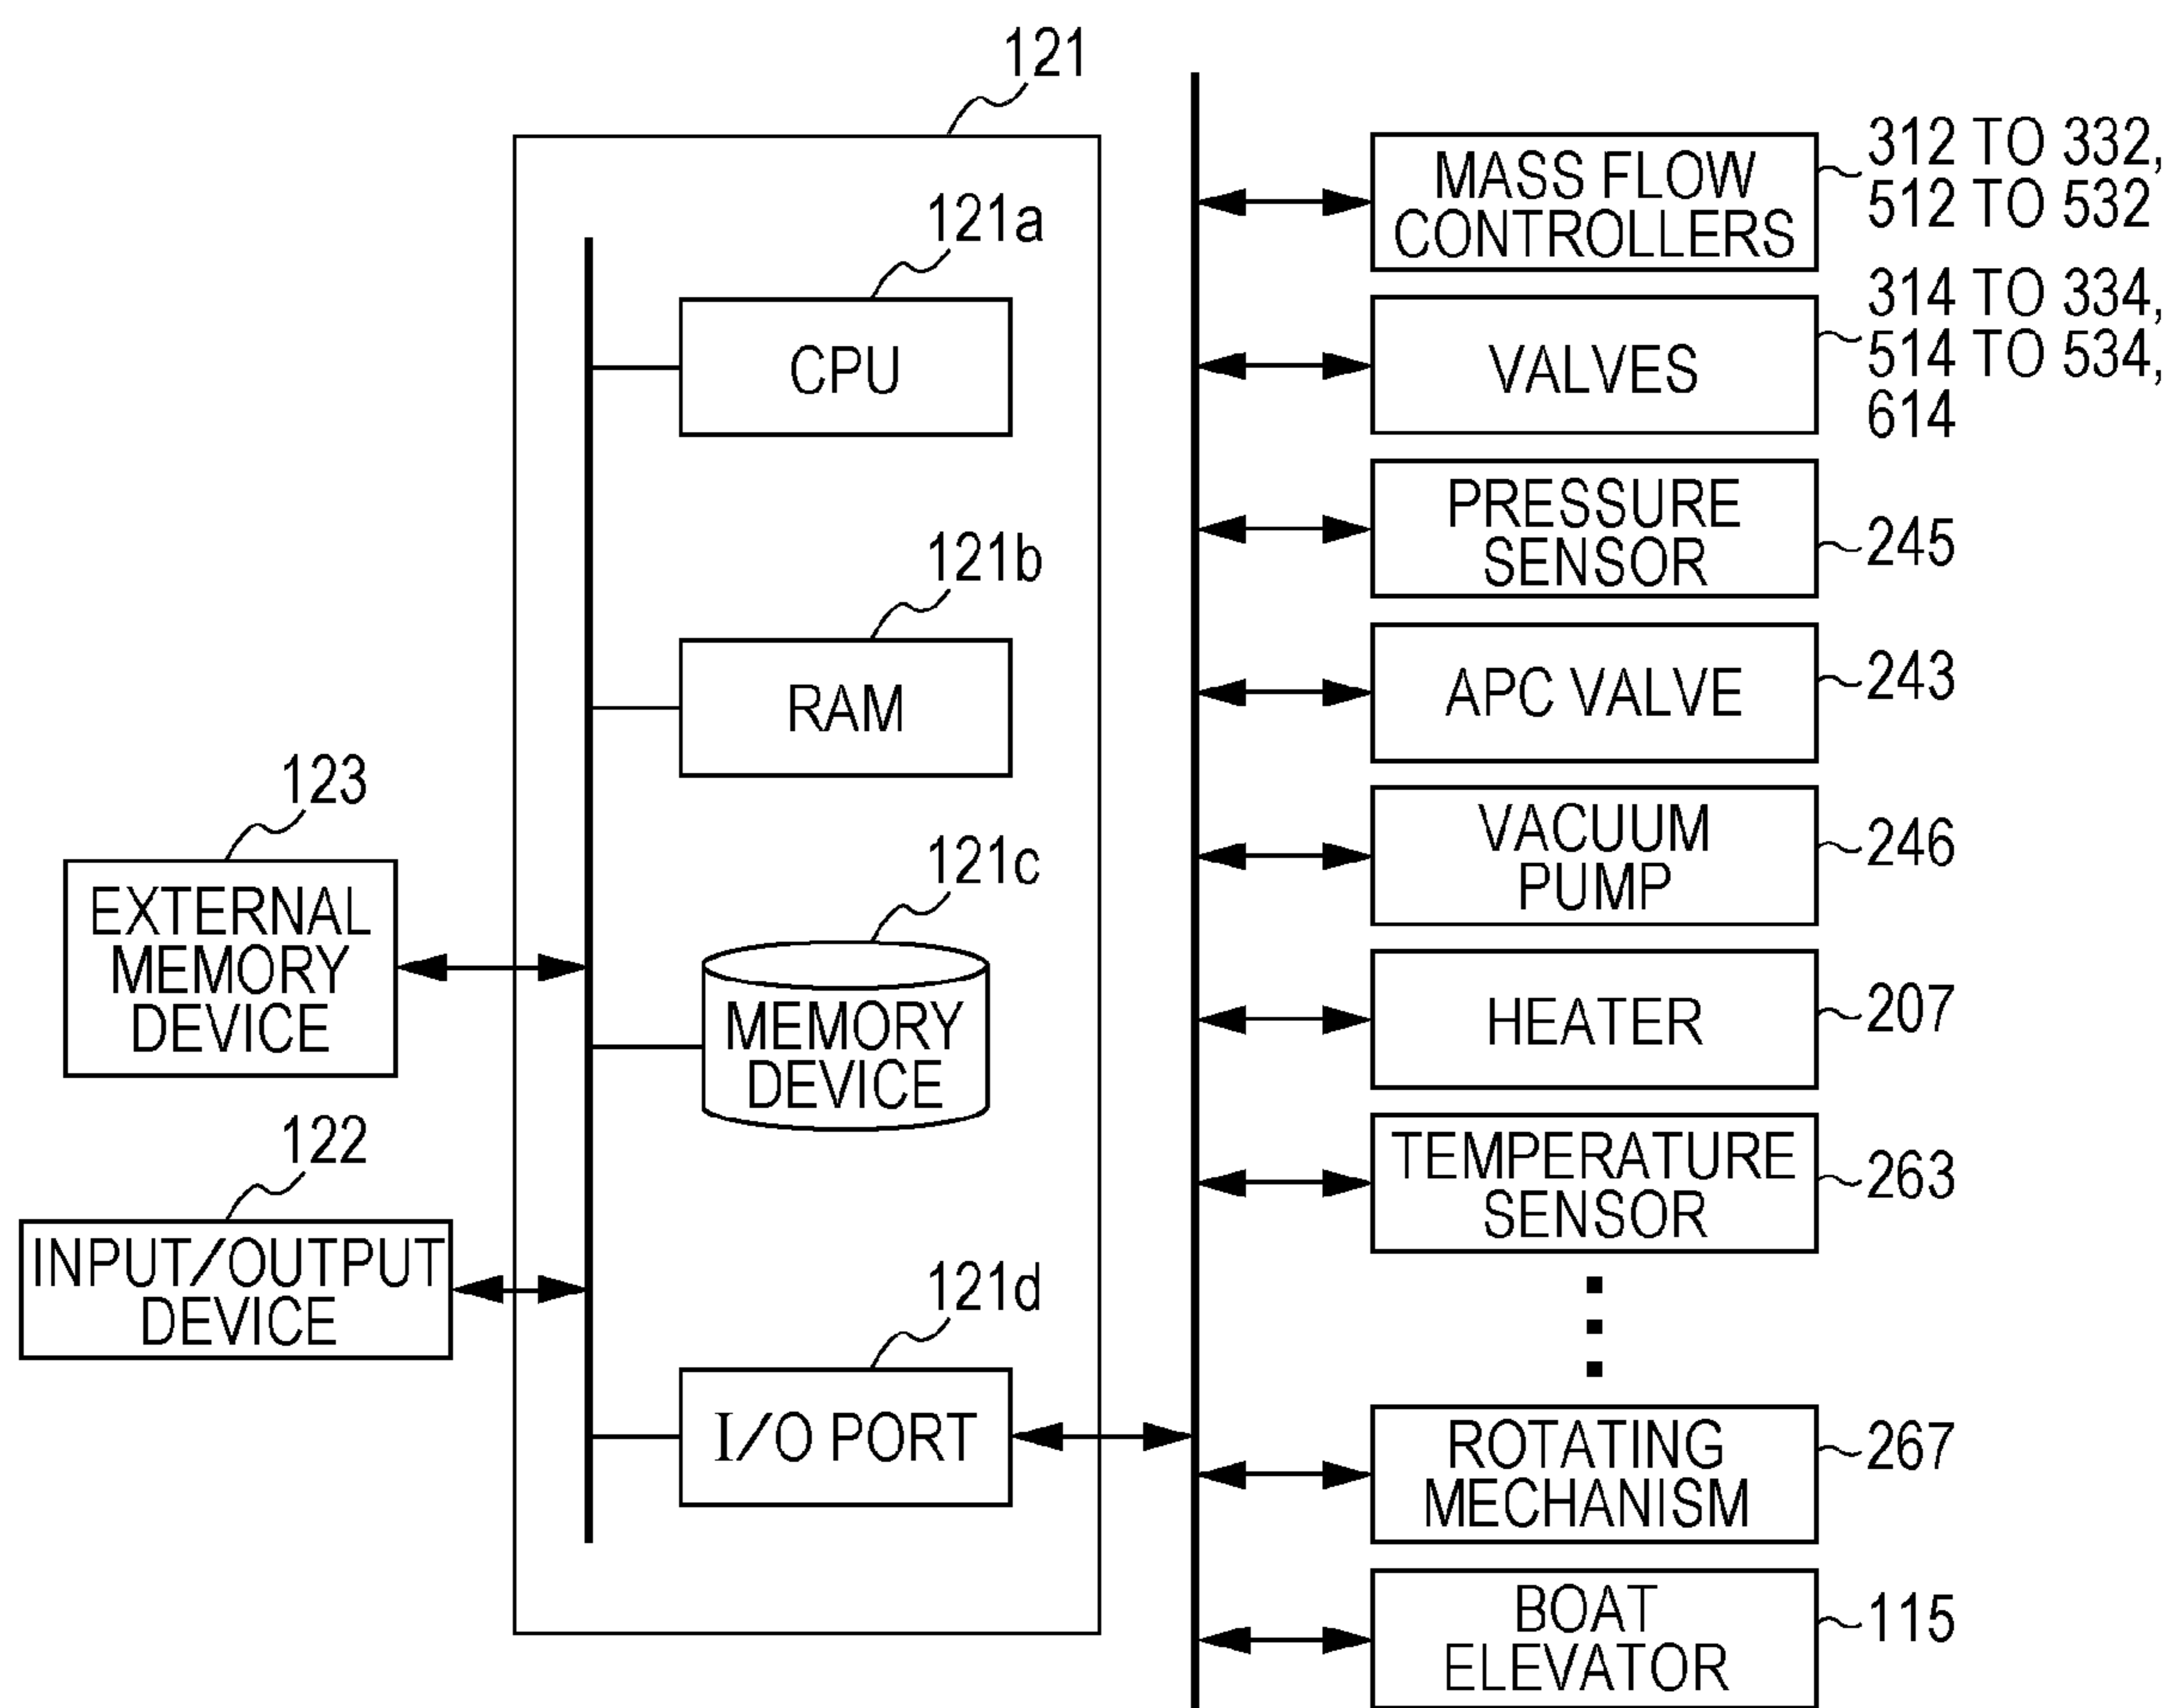 121
121a
CPU
121b
RAM
121c
MEMORY
DEVICE
121d
I/O PORT
123
EXTERNAL
MEMORY
DEVICE
122
INPUT/OUTPUT
DEVICE
MASS FLOW
CONTROLLERS
312 TO 332,
512 TO 532
VALVES
314 TO 334,
514 TO 534,
614
PRESSURE
SENSOR
245
APC VALVE
243
VACUUM
PUMP
246
HEATER
207
TEMPERATURE
SENSOR
263
ROTATING
MECHANISM
267
BOAT
ELEVATOR
115